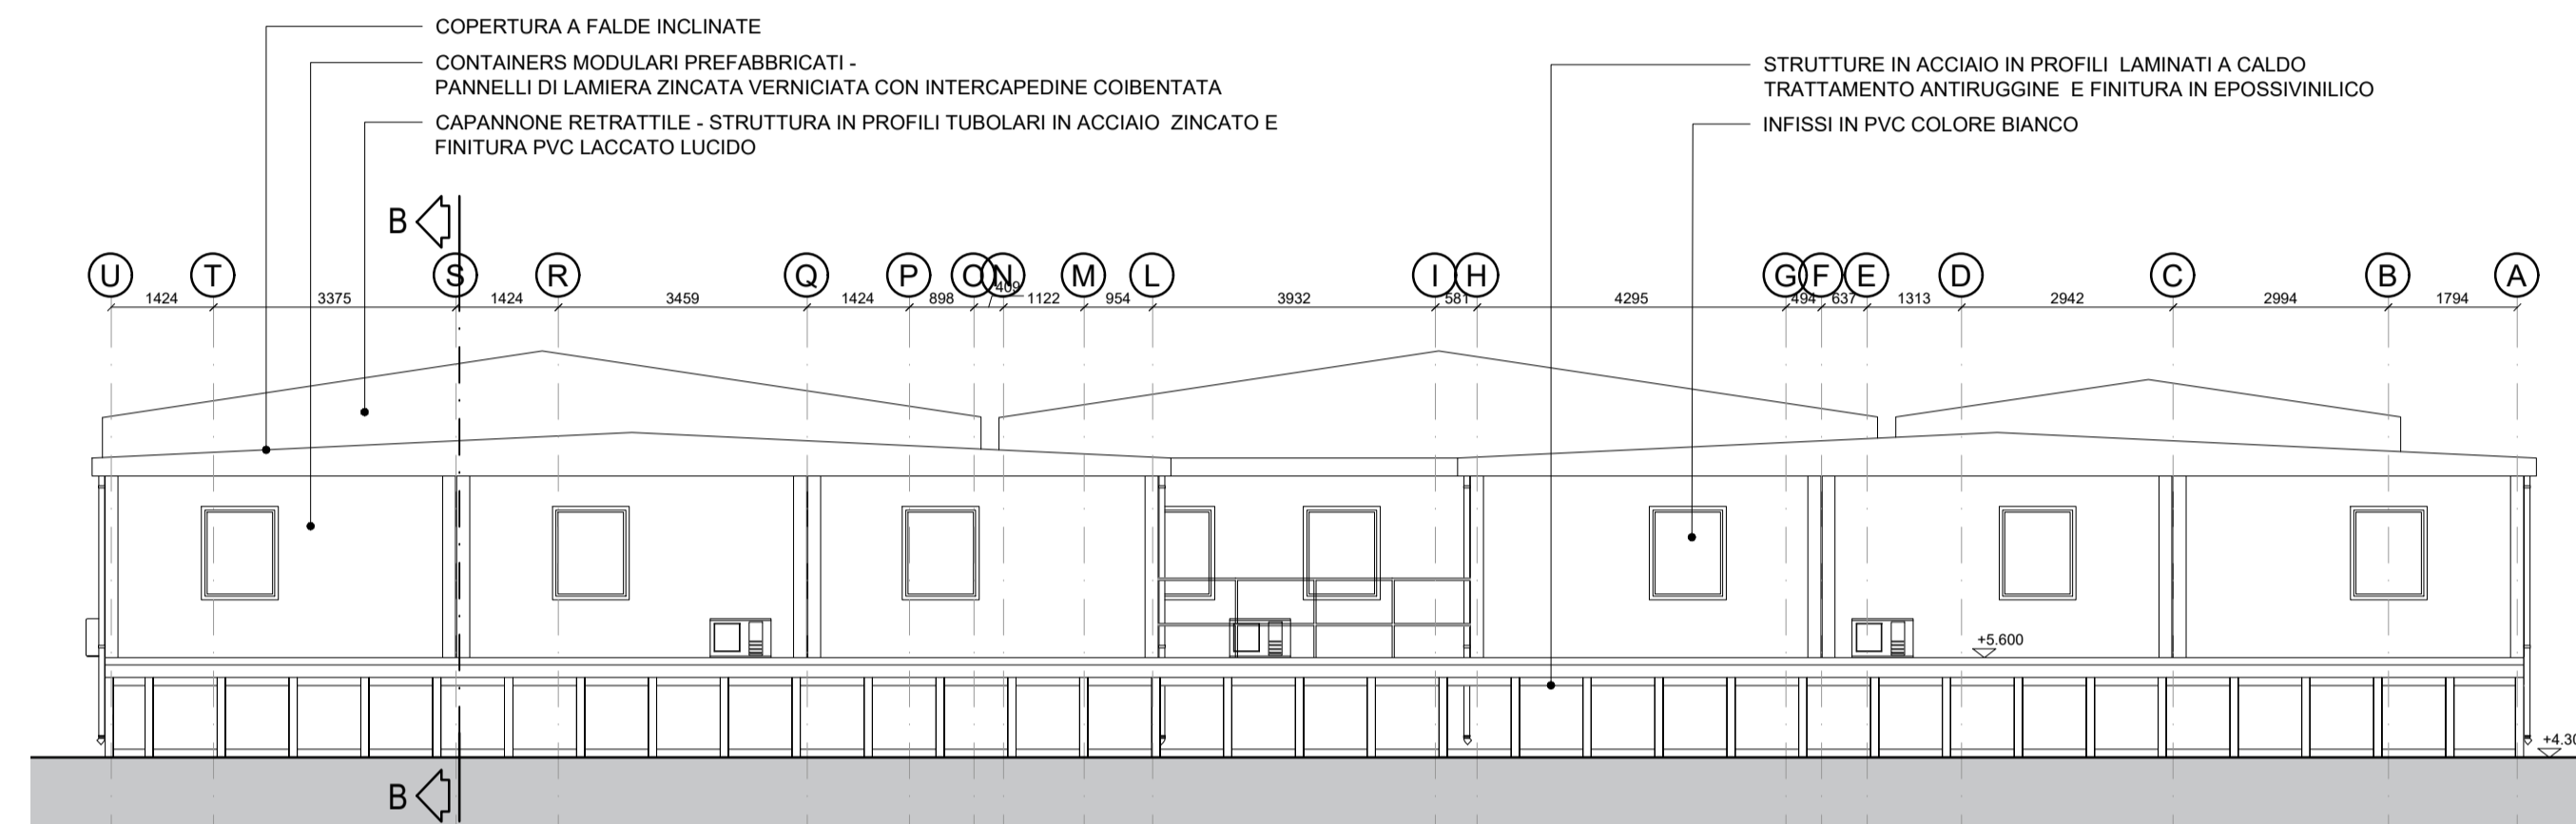 COPERTURA A FALDE INCLINATE
CONTAINERS MODULARI PREFABBRICATI -
PANNELLI DI LAMIERA ZINCATA VERNICIATA CON INTERCAPEDINE COIBENTATA
CAPANNONE RETRATTILE - STRUTTURA IN PROFILI TUBOLARI IN ACCIAIO ZINCATO E
FINITURA PVC LACCATO LUCIDO
STRUTTURE IN ACCIAIO IN PROFILI LAMINATI A CALDO
TRATTAMENTO ANTIRUGGINE E FINITURA IN EPOSSIVINILICO
INFISSI IN PVC COLORE BIANCO
B
U T S R Q P O N M L I H G F E D C B A
1424 3375 1424 3459 1424 898 409 1122 954 3932 581 4295 494 637 1313 2942 2994 1794
+5.600
+4.30
B